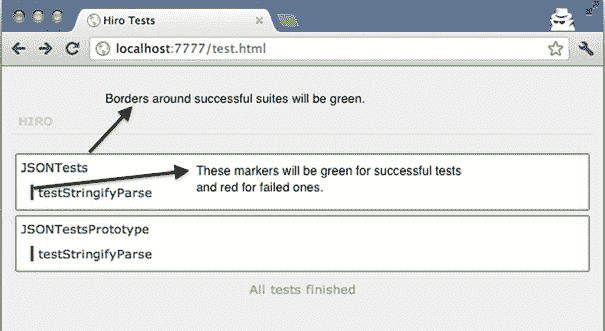 Hiro Tests
localhost:7777/test.html
Borders around successful suites will be green.
HIRO
JSONTests
These markers will be green for successful tests
and red for failed ones.
testStringifyParse
JSONTestsPrototype
testStringifyParse
All tests finished